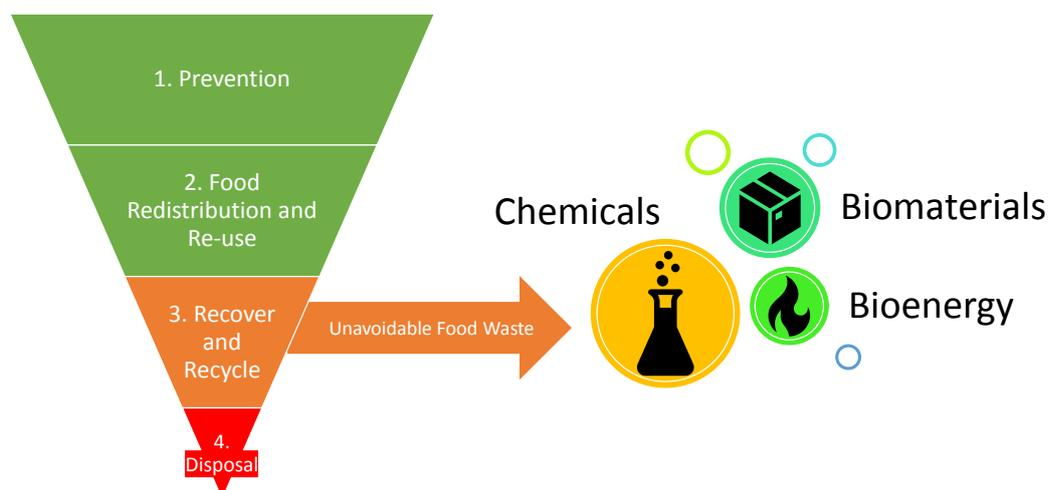 1. Prevention
2. Food
Redistribution and
Re-use
3. Recover
and
Recycle
4.
Disposal
Unavoidable Food Waste
Chemicals
Biomaterials
Bioenergy